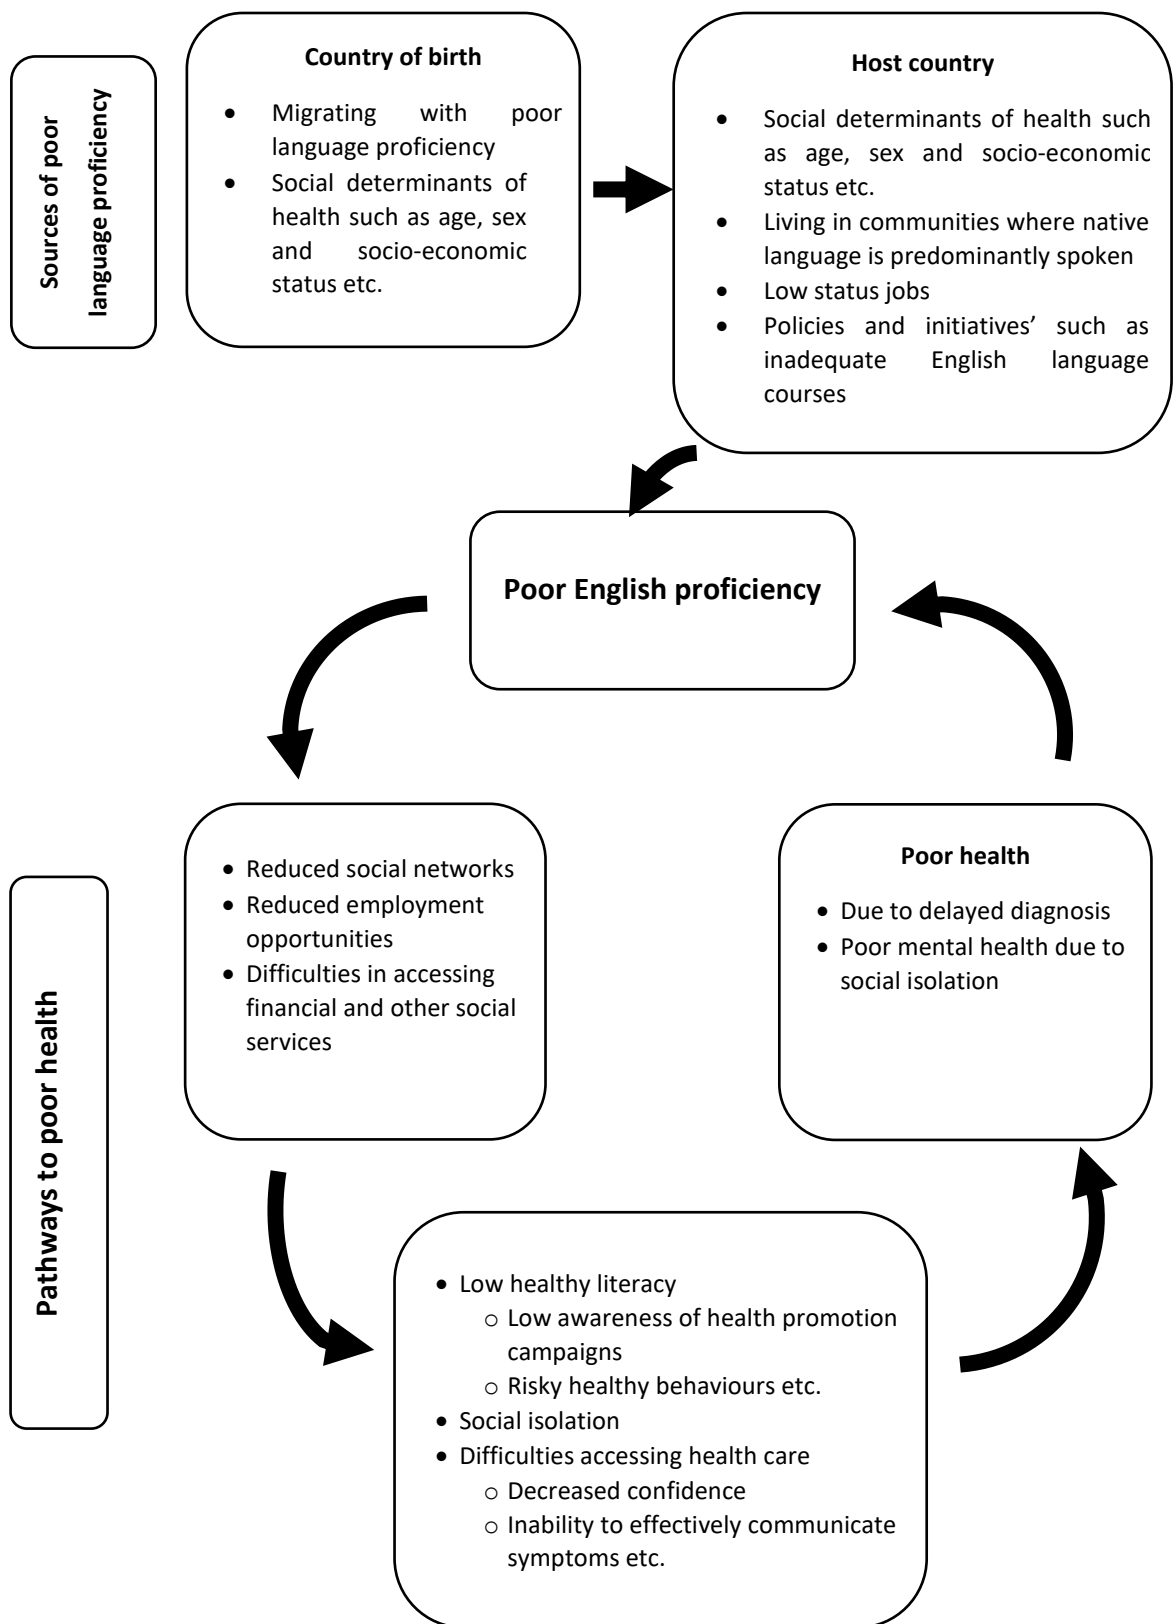 Sources of poor
language proficiency
Country of birth
• Migrating with poor
language proficiency
• Social determinants of
health such as age, sex
and socio-economic
status etc.
Host country
• Social determinants of health such
as age, sex and socio-economic
status etc.
• Living in communities where native
language is predominantly spoken
• Low status jobs
• Policies and initiatives’ such as
inadequate English language
courses
Poor English proficiency
Pathways to poor health
• Reduced social networks
• Reduced employment
opportunities
• Difficulties in accessing
financial and other social
services
Poor health
• Due to delayed diagnosis
• Poor mental health due to
social isolation
• Low healthy literacy
o Low awareness of health promotion
campaigns
o Risky healthy behaviours etc.
• Social isolation
• Difficulties accessing health care
o Decreased confidence
o Inability to effectively communicate
symptoms etc.